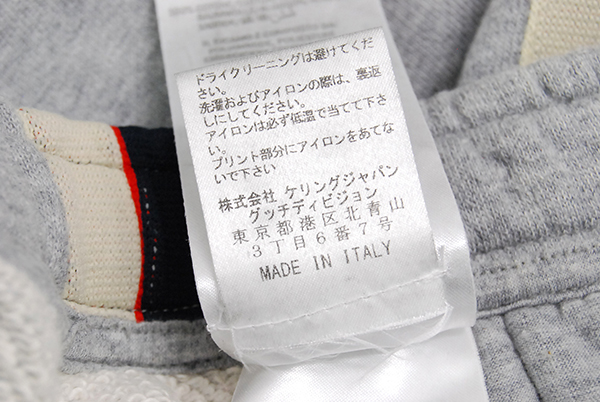 ドライクリーニングは避けてくだ
さい。
洗濯およびアイロンの際は、裏返
しにしてください。
アイロンは必ず低温で当てて下さ
い。
プリント部分にアイロンをあてな
いで下さい
株式会社 ケリングジャパン
グッチディビジョン
東京都港区北青山
3丁目6番7号
MADE IN ITALY